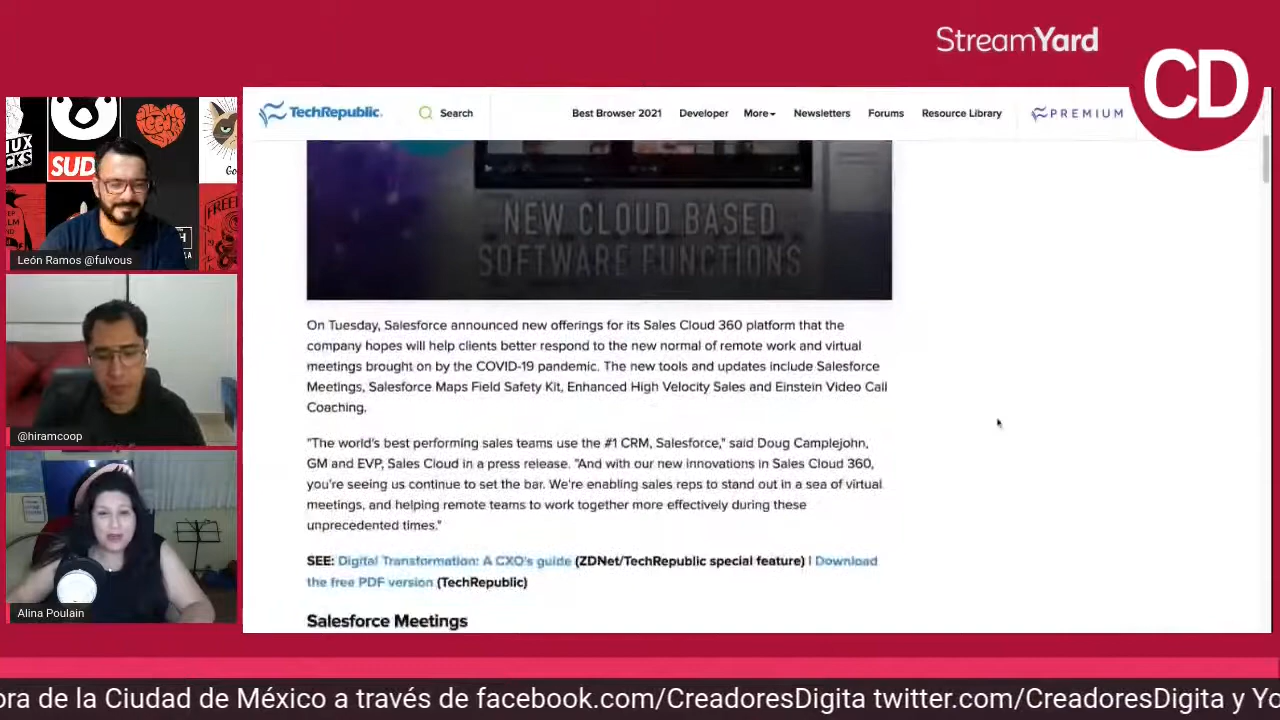 StreamYard
CD
TechRepublic.
Search
Best Browser 2021
Developer
More
Newsletters
Forums
Resource Library
PREMIUM
SUD
FREE
Go
León Ramos @fulvous
@hiramcoop
Alina Poulain
NEW CLOUD BASED
SOFTWARE FUNCTIONS
On Tuesday, Salesforce announced new offerings for its Sales Cloud 360 platform that the
company hopes will help clients better respond to the new normal of remote work and virtual
meetings brought on by the COVID-19 pandemic. The new tools and updates include Salesforce
Meetings, Salesforce Maps Field Safety Kit, Enhanced High Velocity Sales and Einstein Video Call
Coaching.
"The world's best performing sales teams use the #1 CRM, Salesforce," said Doug Camplejohn,
GM and EVP, Sales Cloud in a press release. "And with our new innovations in Sales Cloud 360,
you're seeing us continue to set the bar. We're enabling sales reps to stand out in a sea of virtual
meetings, and helping remote teams to work together more effectively during these
unprecedented times."
SEE: Digital Transformation: A CXO's guide (ZDNet/TechRepublic special feature) | Download
the free PDF version (TechRepublic)
Salesforce Meetings
ora de la Ciudad de México a través de facebook.com/CreadoresDigita twitter.com/CreadoresDigita y Yo